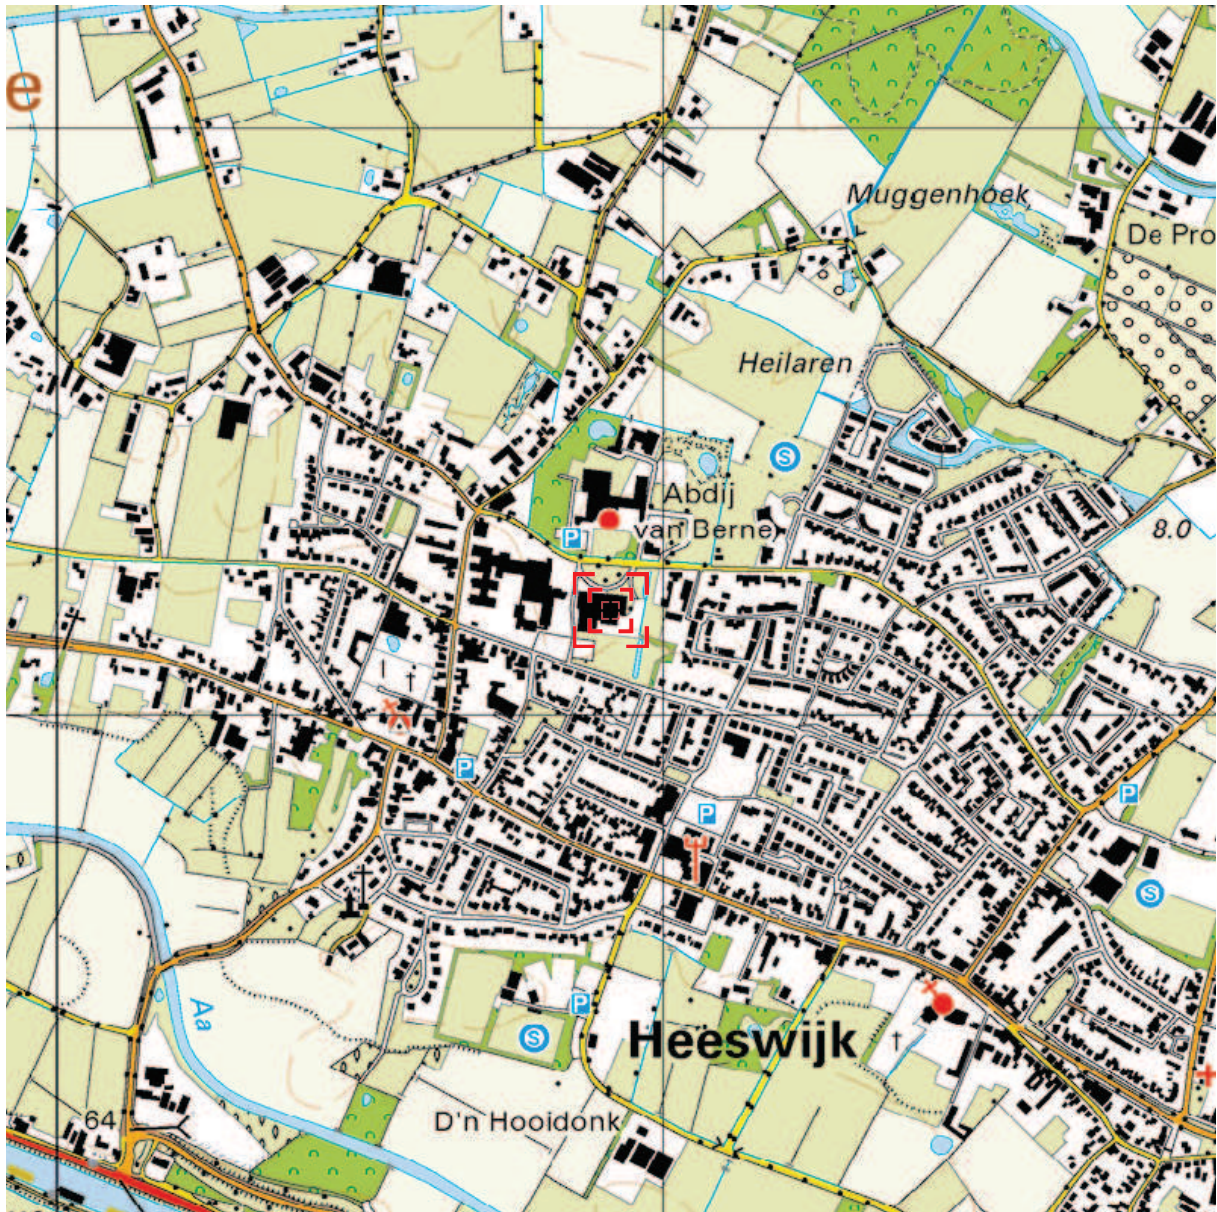 e
Muggenhoek
De Pro
Heilaren
S
Abdij
van Berne
P
8.0
P
P
P
S
Aa
P
S
Heeswijk
D'n Hooidonk
64